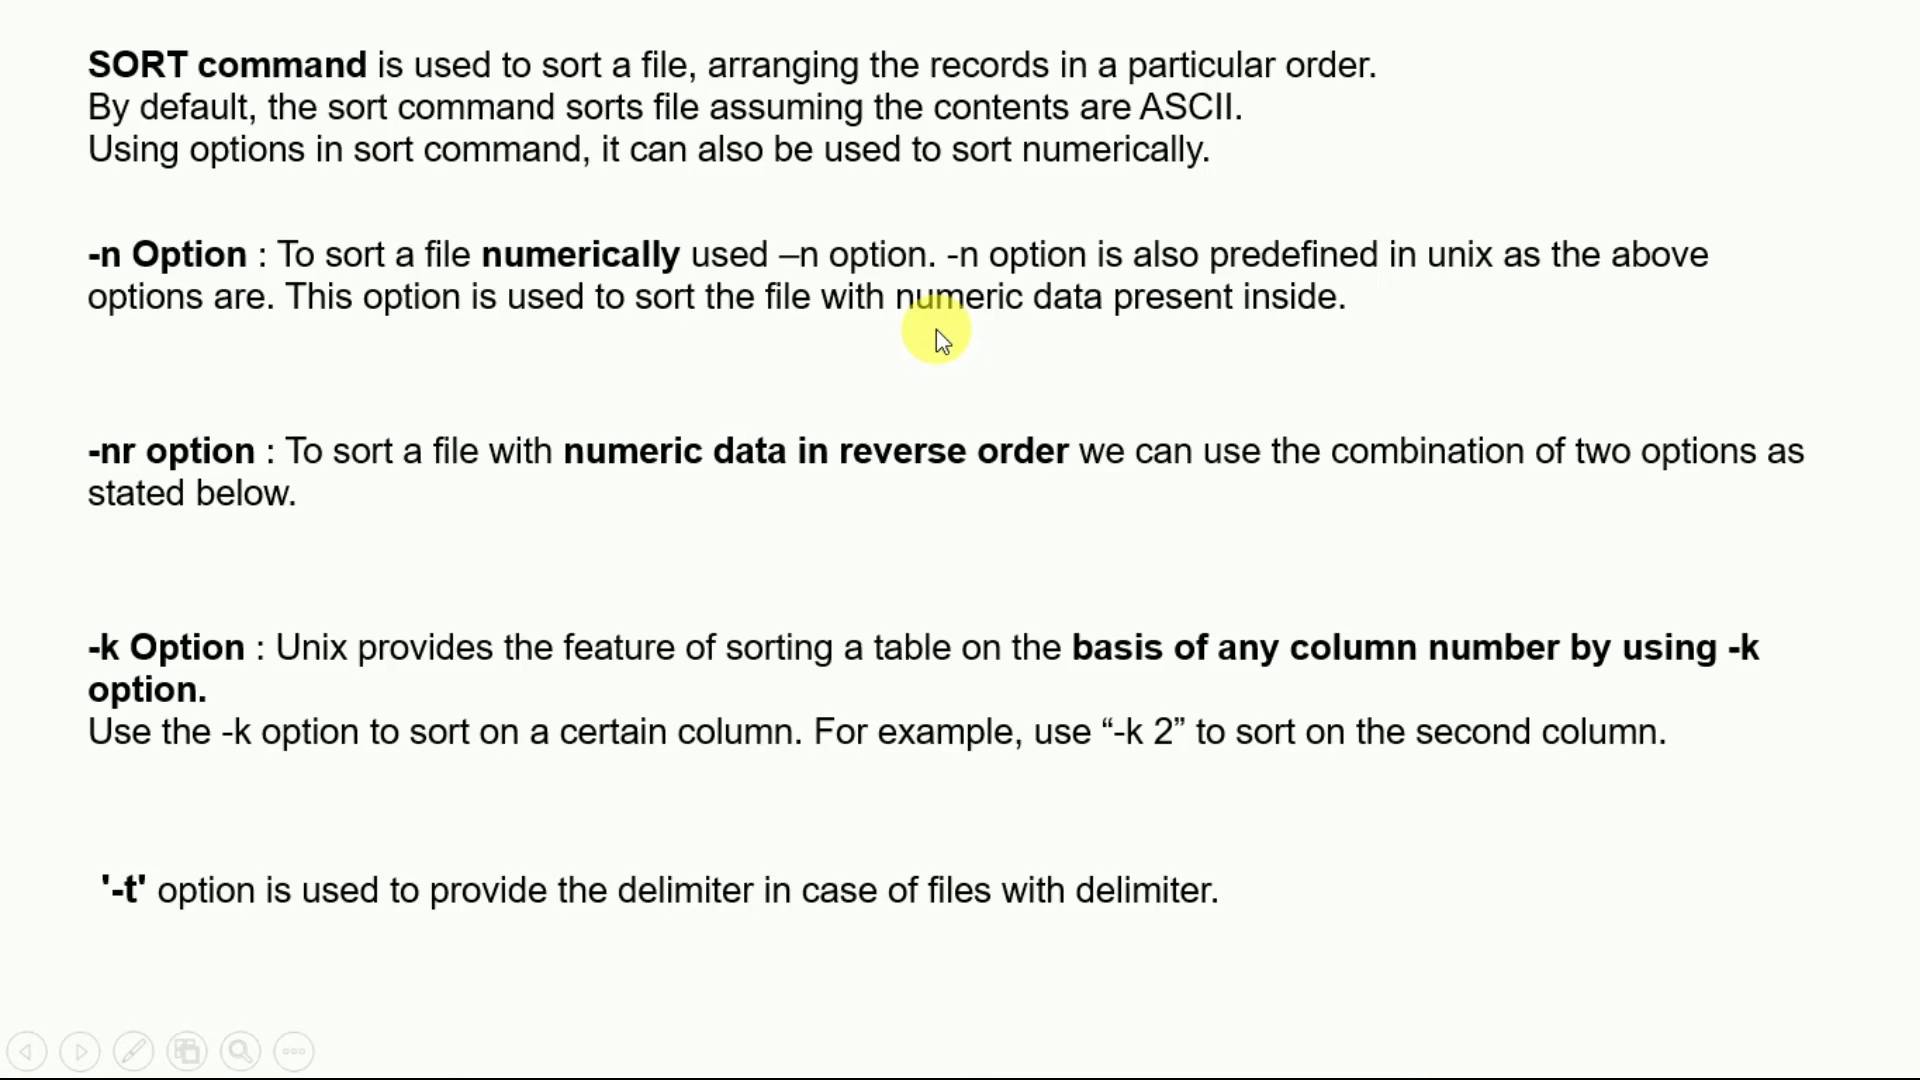 SORT command is used to sort a file, arranging the records in a particular order.
By default, the sort command sorts file assuming the contents are ASCII.
Using options in sort command, it can also be used to sort numerically.
-n Option : To sort a file numerically used –n option. -n option is also predefined in unix as the above
options are. This option is used to sort the file with numeric data present inside.
-nr option : To sort a file with numeric data in reverse order we can use the combination of two options as
stated below.
-k Option : Unix provides the feature of sorting a table on the basis of any column number by using -k
option.
Use the -k option to sort on a certain column. For example, use “-k 2” to sort on the second column.
'-t' option is used to provide the delimiter in case of files with delimiter.